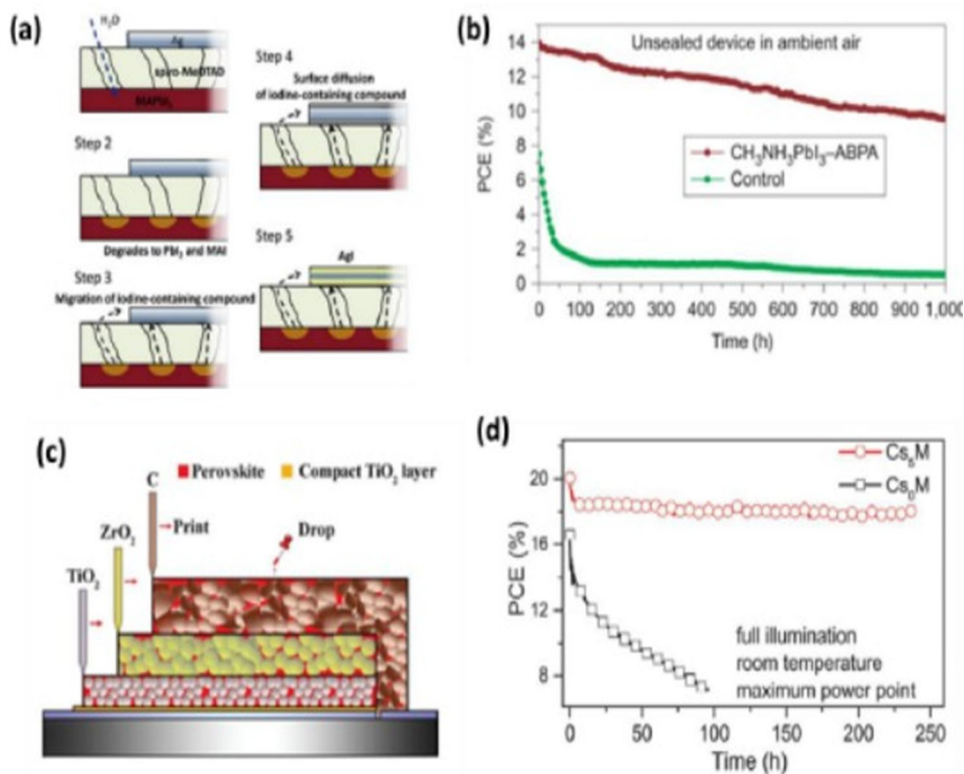 (a)
H₂O
Ag
spiro-MeOTAD
MAPbI₃
Step 2
Degrades to PbI₂ and MAI
Step 3
Migration of iodine-containing compound
Step 4
Surface diffusion
of iodine-containing compound
Step 5
AgI
(b)
Unsealed device in ambient air
14
12
10
8
6
4
2
0
PCE (%)
CH₃NH₃PbI₃–ABPA
Control
0 100 200 300 400 500 600 700 800 900 1,000
Time (h)
(c)
Perovskite Compact TiO₂ layer
C
Print
Drop
ZrO₂
TiO₂
(d)
Cs₅M
Cs₀M
20
16
12
8
PCE (%)
full illumination
room temperature
maximum power point
0 50 100 150 200 250
Time (h)